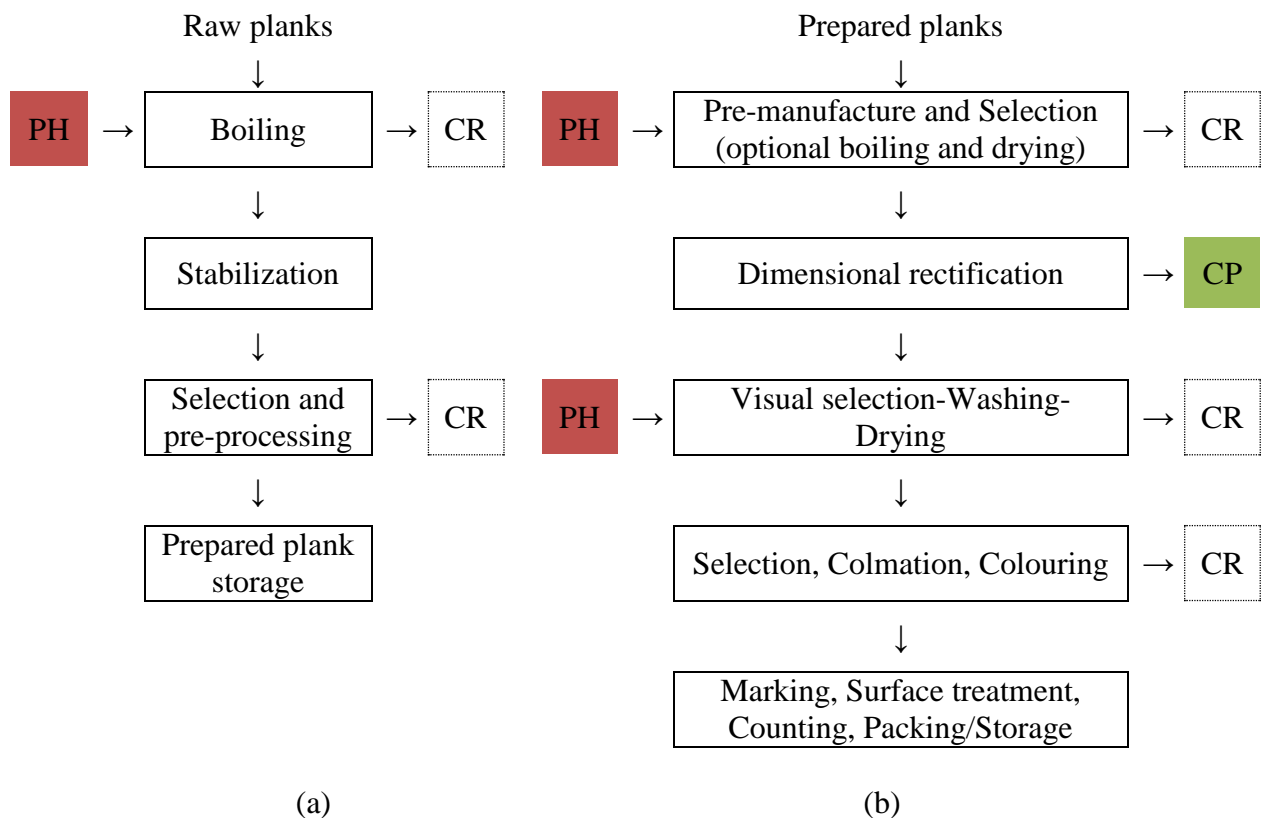 Raw planks
PH
Boiling
CR
Stabilization
Selection and
pre-processing
CR
Prepared plank
storage
(a)
Prepared planks
PH
Pre-manufacture and Selection
(optional boiling and drying)
CR
Dimensional rectification
CP
PH
Visual selection-Washing-
Drying
CR
Selection, Colmation, Colouring
CR
Marking, Surface treatment,
Counting, Packing/Storage
(b)